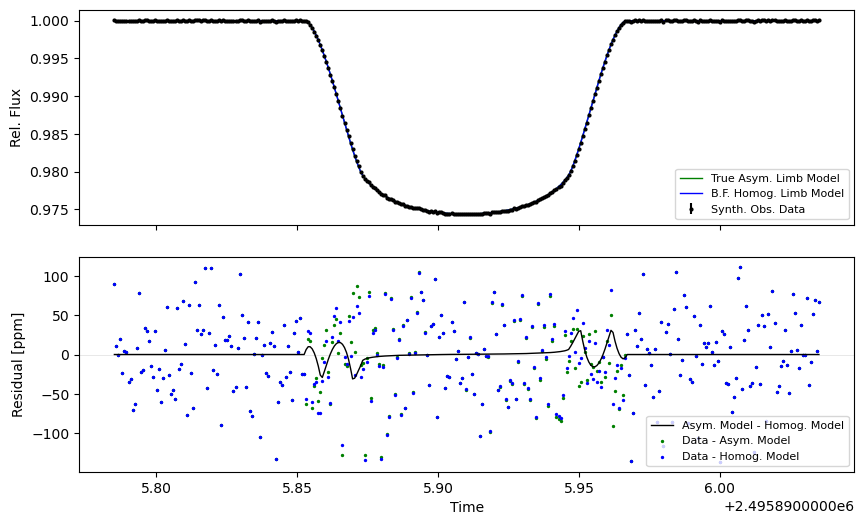 1.000
0.995
0.990
0.985
0.980
0.975
Rel. Flux
True Asym. Limb Model
B.F. Homog. Limb Model
Synth. Obs. Data
100
50
0
−50
−100
Residual [ppm]
Asym. Model - Homog. Model
Data - Asym. Model
Data - Homog. Model
5.80
5.85
5.90
5.95
6.00
Time
+2.4958900000e6